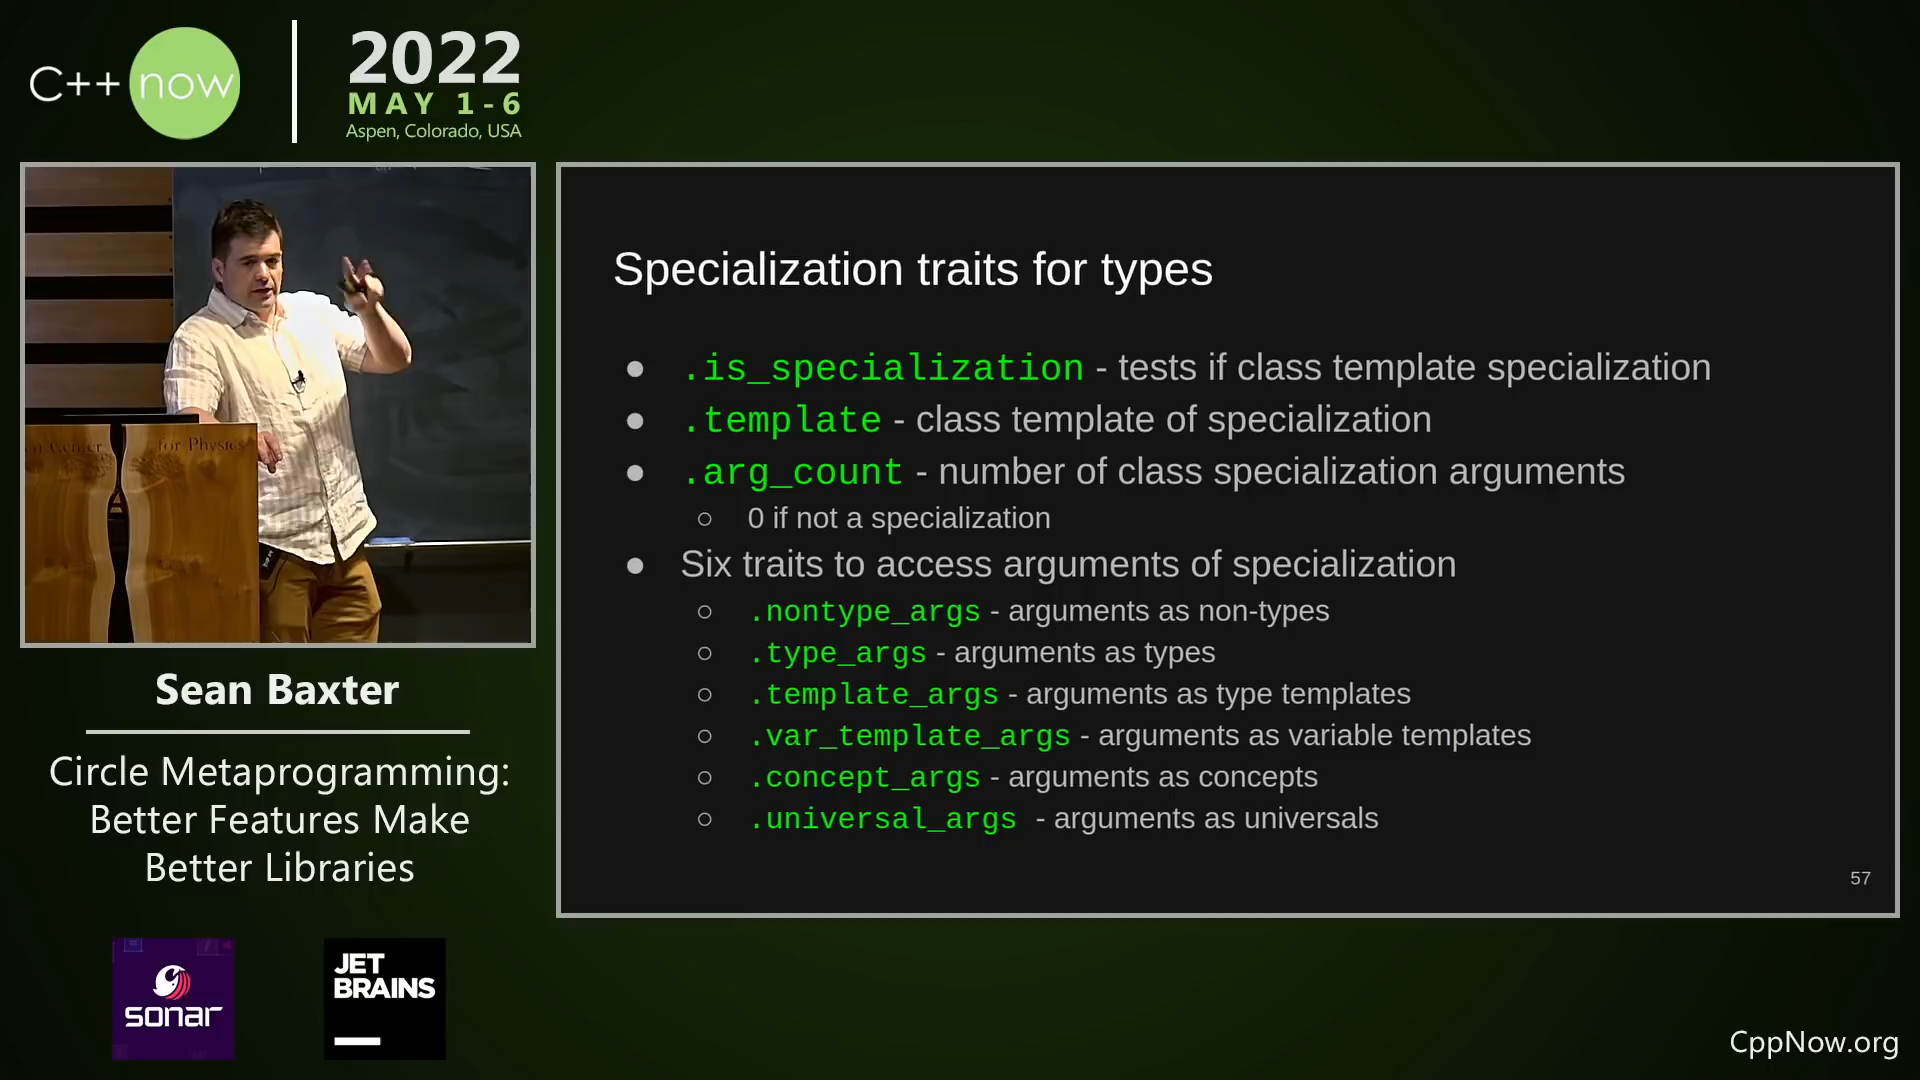 C++ now
2022
MAY 1-6
Aspen, Colorado, USA
for Physics
Sean Baxter
Circle Metaprogramming:
Better Features Make
Better Libraries
sonar
JET
BRAINS
Specialization traits for types
● .is_specialization - tests if class template specialization
● .template - class template of specialization
● .arg_count - number of class specialization arguments
○ 0 if not a specialization
● Six traits to access arguments of specialization
○ .nontype_args - arguments as non-types
○ .type_args - arguments as types
○ .template_args - arguments as type templates
○ .var_template_args - arguments as variable templates
○ .concept_args - arguments as concepts
○ .universal_args - arguments as universals
57
CppNow.org